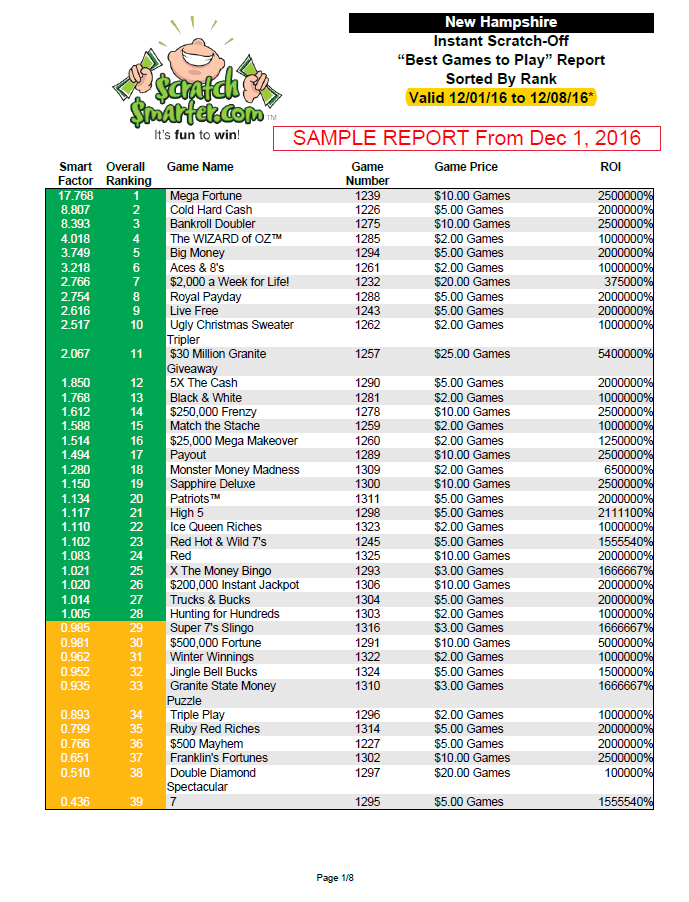 New Hampshire
Instant Scratch-Off
“Best Games to Play” Report
Sorted By Rank
Valid 12/01/16 to 12/08/16*
Scratch
Smarter.com TM
It's fun to win!
SAMPLE REPORT From Dec 1, 2016
Smart Overall Game Name Game Game Price ROI
Factor Ranking Number
17.768 1 Mega Fortune 1239 $10.00 Games 2500000%
8.807 2 Cold Hard Cash 1226 $5.00 Games 2000000%
8.393 3 Bankroll Doubler 1275 $10.00 Games 2500000%
4.018 4 The WIZARD of OZ™ 1285 $2.00 Games 1000000%
3.749 5 Big Money 1294 $5.00 Games 2000000%
3.218 6 Aces & 8's 1261 $2.00 Games 1000000%
2.766 7 $2,000 a Week for Life! 1232 $20.00 Games 375000%
2.754 8 Royal Payday 1288 $5.00 Games 2000000%
2.616 9 Live Free 1243 $5.00 Games 2000000%
2.517 10 Ugly Christmas Sweater 1262 $2.00 Games 1000000%
Tripler
2.067 11 $30 Million Granite 1257 $25.00 Games 5400000%
Giveaway
1.850 12 5X The Cash 1290 $5.00 Games 2000000%
1.768 13 Black & White 1281 $2.00 Games 1000000%
1.612 14 $250,000 Frenzy 1278 $10.00 Games 2500000%
1.588 15 Match the Stache 1259 $2.00 Games 1000000%
1.514 16 $25,000 Mega Makeover 1260 $2.00 Games 1250000%
1.494 17 Payout 1289 $10.00 Games 2500000%
1.280 18 Monster Money Madness 1309 $2.00 Games 650000%
1.150 19 Sapphire Deluxe 1300 $10.00 Games 2500000%
1.134 20 Patriots™ 1311 $5.00 Games 2000000%
1.117 21 High 5 1298 $5.00 Games 2111100%
1.110 22 Ice Queen Riches 1323 $2.00 Games 1000000%
1.102 23 Red Hot & Wild 7's 1245 $5.00 Games 1555540%
1.083 24 Red 1325 $10.00 Games 2000000%
1.021 25 X The Money Bingo 1293 $3.00 Games 1666667%
1.020 26 $200,000 Instant Jackpot 1306 $10.00 Games 2000000%
1.014 27 Trucks & Bucks 1304 $5.00 Games 2000000%
1.005 28 Hunting for Hundreds 1303 $2.00 Games 1000000%
0.985 29 Super 7's Slingo 1316 $3.00 Games 1666667%
0.981 30 $500,000 Fortune 1291 $10.00 Games 5000000%
0.962 31 Winter Winnings 1322 $2.00 Games 1000000%
0.952 32 Jingle Bell Bucks 1324 $5.00 Games 1500000%
0.935 33 Granite State Money 1310 $3.00 Games 1666667%
Puzzle
0.893 34 Triple Play 1296 $2.00 Games 1000000%
0.799 35 Ruby Red Riches 1314 $5.00 Games 2000000%
0.766 36 $500 Mayhem 1227 $5.00 Games 2000000%
0.651 37 Franklin's Fortunes 1302 $10.00 Games 2500000%
0.510 38 Double Diamond 1297 $20.00 Games 100000%
Spectacular
0.436 39 7 1295 $5.00 Games 1555540%
Page 1/8